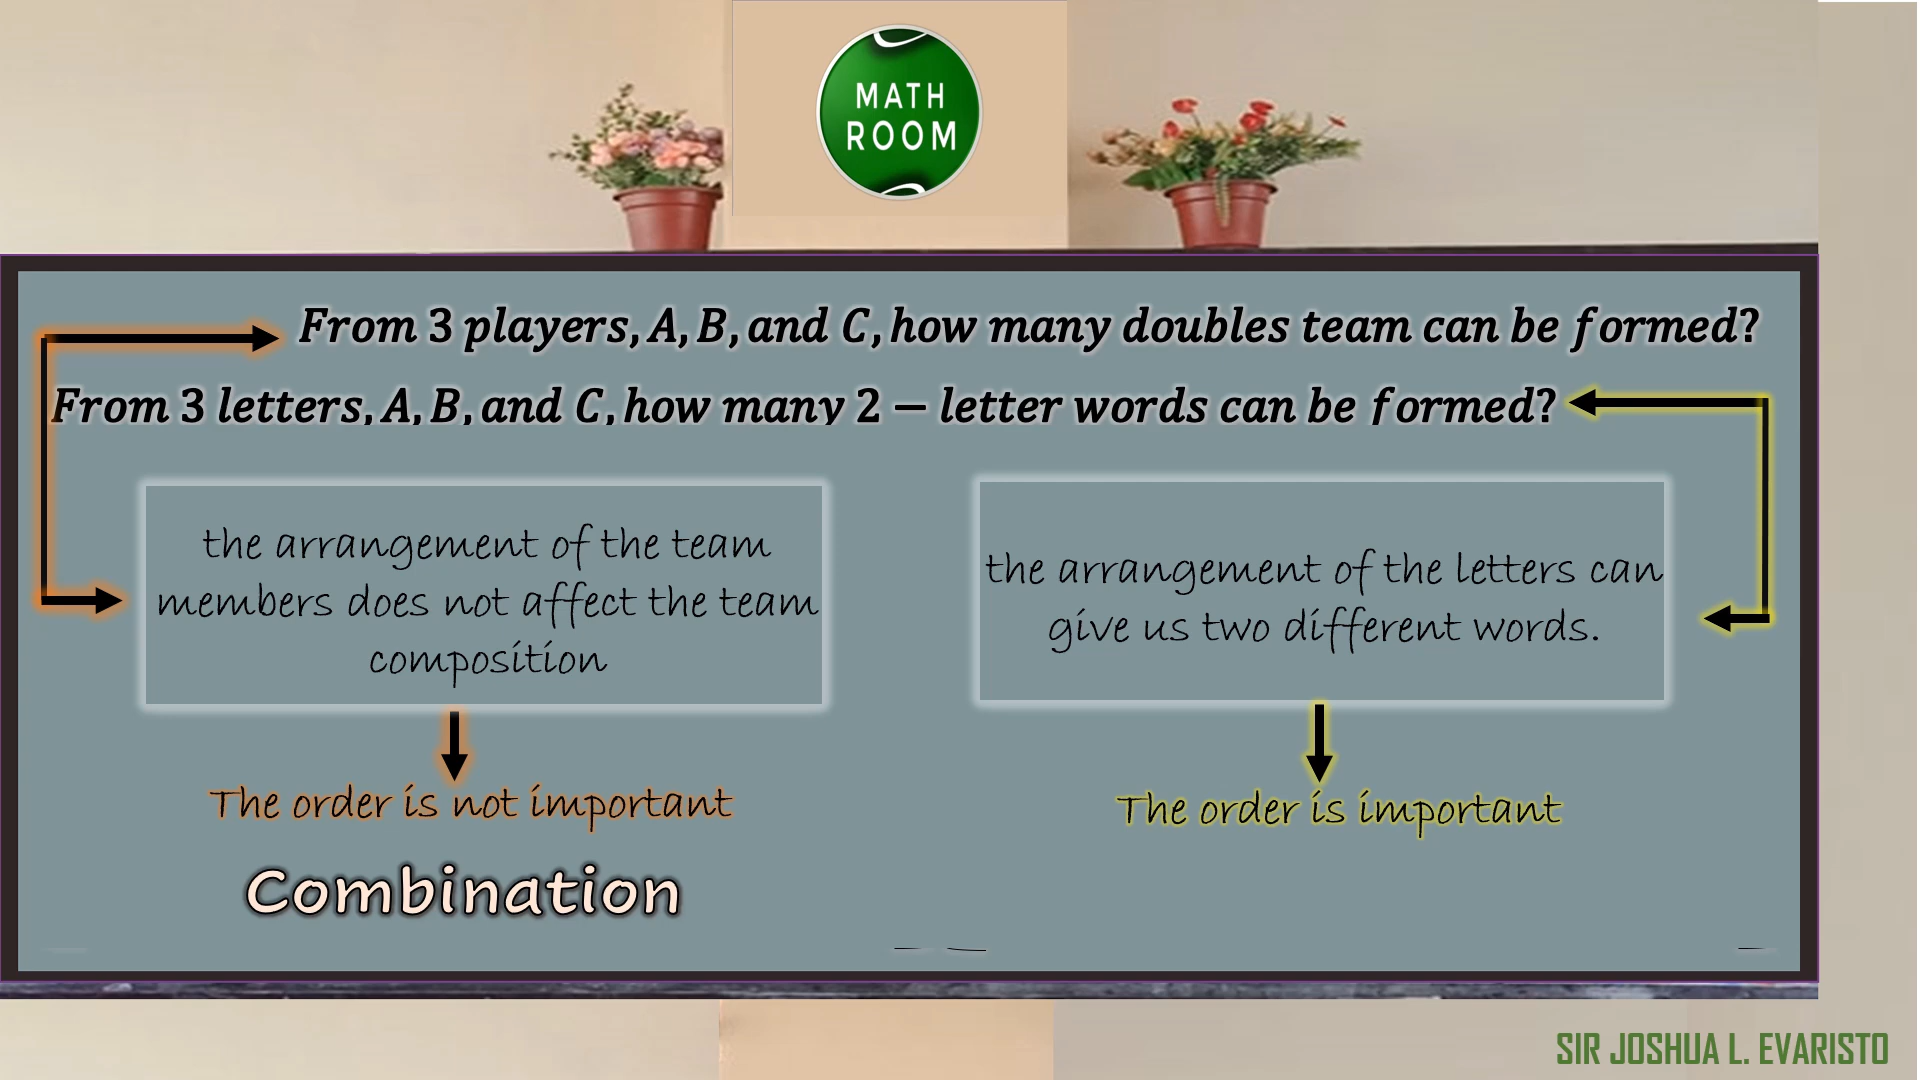 MATH
ROOM
From 3 players, A, B, and C, how many doubles team can be formed?
From 3 letters, A, B, and C, how many 2 – letter words can be formed?
the arrangement of the team
members does not affect the team
composition
the arrangement of the letters can
give us two different words.
The order is not important
The order is important
Combination
SIR JOSHUA L. EVARISTO